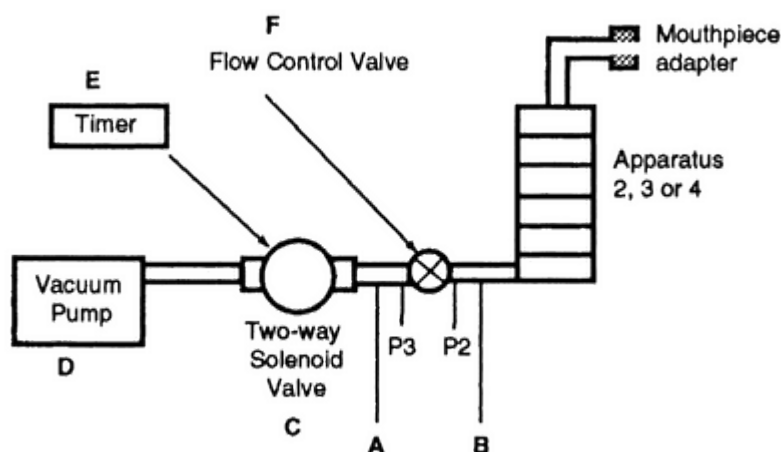 F
Flow Control Valve
Mouthpiece
adapter
E
Timer
Apparatus
2, 3 or 4
Vacuum
Pump
D
Two-way
Solenoid
Valve
C
P3
P2
A
B